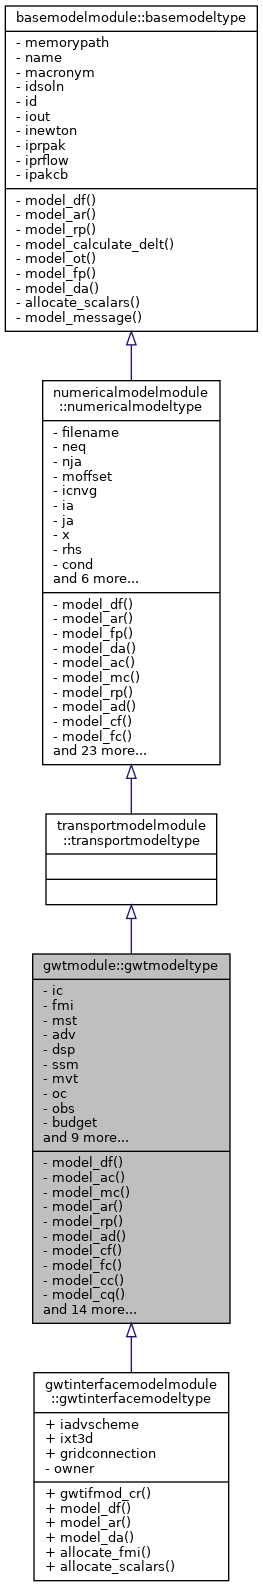 basemodelmodule::basemodeltype
- memorypath
- name
- macronym
- idsoln
- id
- iout
- inewton
- iprpak
- iprflow
- ipakcb
- model_df()
- model_ar()
- model_rp()
- model_calculate_delt()
- model_ot()
- model_fp()
- model_da()
- allocate_scalars()
- model_message()
numericalmodelmodule
::numericalmodeltype
- filename
- neq
- nja
- moffset
- icnvg
- ia
- ja
- x
- rhs
- cond
and 6 more...
- model_df()
- model_ar()
- model_fp()
- model_da()
- model_ac()
- model_mc()
- model_rp()
- model_ad()
- model_cf()
- model_fc()
and 23 more...
transportmodelmodule
::transportmodeltype
gwtmodule::gwtmodeltype
- ic
- fmi
- mst
- adv
- dsp
- ssm
- mvt
- oc
- obs
- budget
and 9 more...
- model_df()
- model_ac()
- model_mc()
- model_ar()
- model_rp()
- model_ad()
- model_cf()
- model_fc()
- model_cc()
- model_cq()
and 14 more...
gwtinterfacemodelmodule
::gwtinterfacemodeltype
+ iadvscheme
+ ixt3d
+ gridconnection
- owner
+ gwtifmod_cr()
+ model_df()
+ model_ar()
+ model_da()
+ allocate_fmi()
+ allocate_scalars()